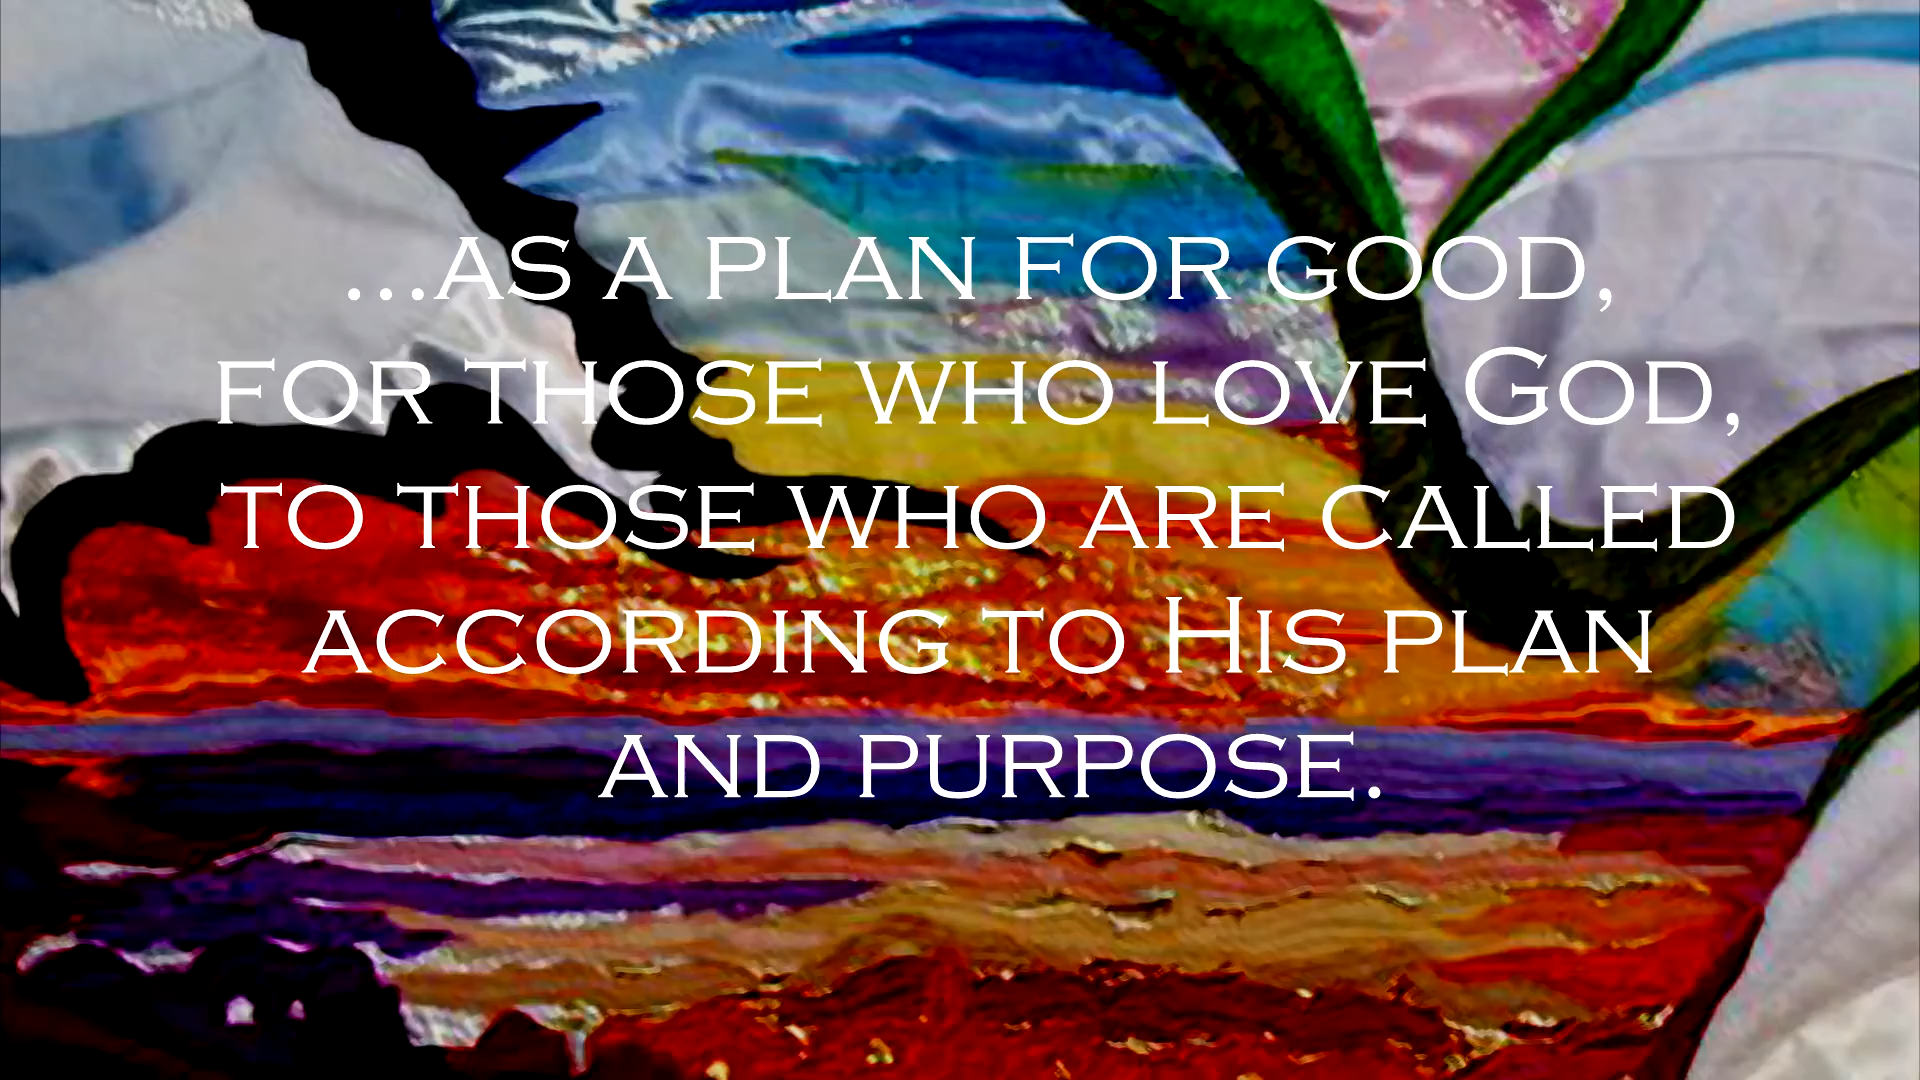 ...as a plan for good,
for those who love God,
to those who are called
according to His plan
and purpose.